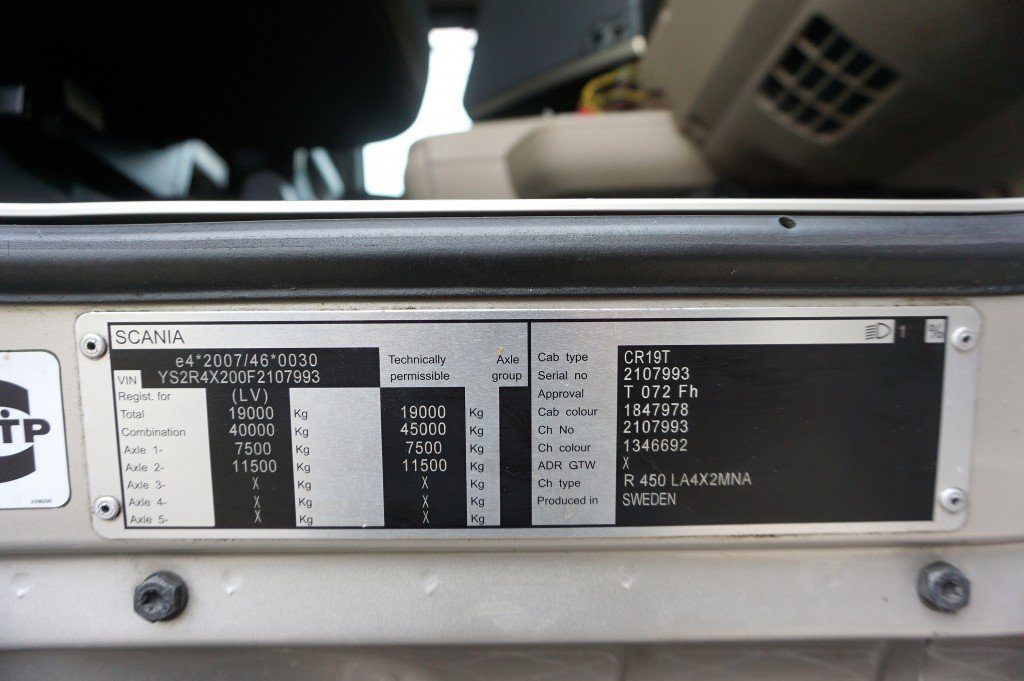 SCANIA
1 %
e4*2007/46*0030
VIN YS2R4X200F2107993
Technically permissible
Axle group
Regist. for (LV)
Total 19000 Kg 19000 Kg
Combination 40000 Kg 45000 Kg
Axle 1- 7500 Kg 7500 Kg
Axle 2- 11500 Kg 11500 Kg
Axle 3- X Kg X Kg
Axle 4- X Kg X Kg
Axle 5- X Kg X Kg
Cab type CR19T
Serial no 2107993
Approval T 072 Fh
Cab colour 1847978
Ch No 2107993
Ch colour 1346692
ADR GTW X
Ch type R 450 LA4X2MNA
Produced in SWEDEN
TP